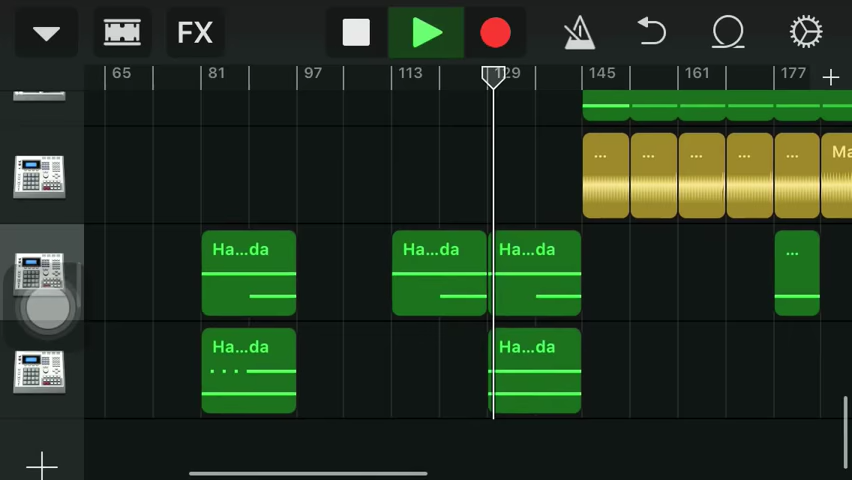 FX
65 81 97 113 129 145 161 177
... ... ... ... ... Ma
Ha...da Ha...da Ha...da ...
Ha...da Ha...da